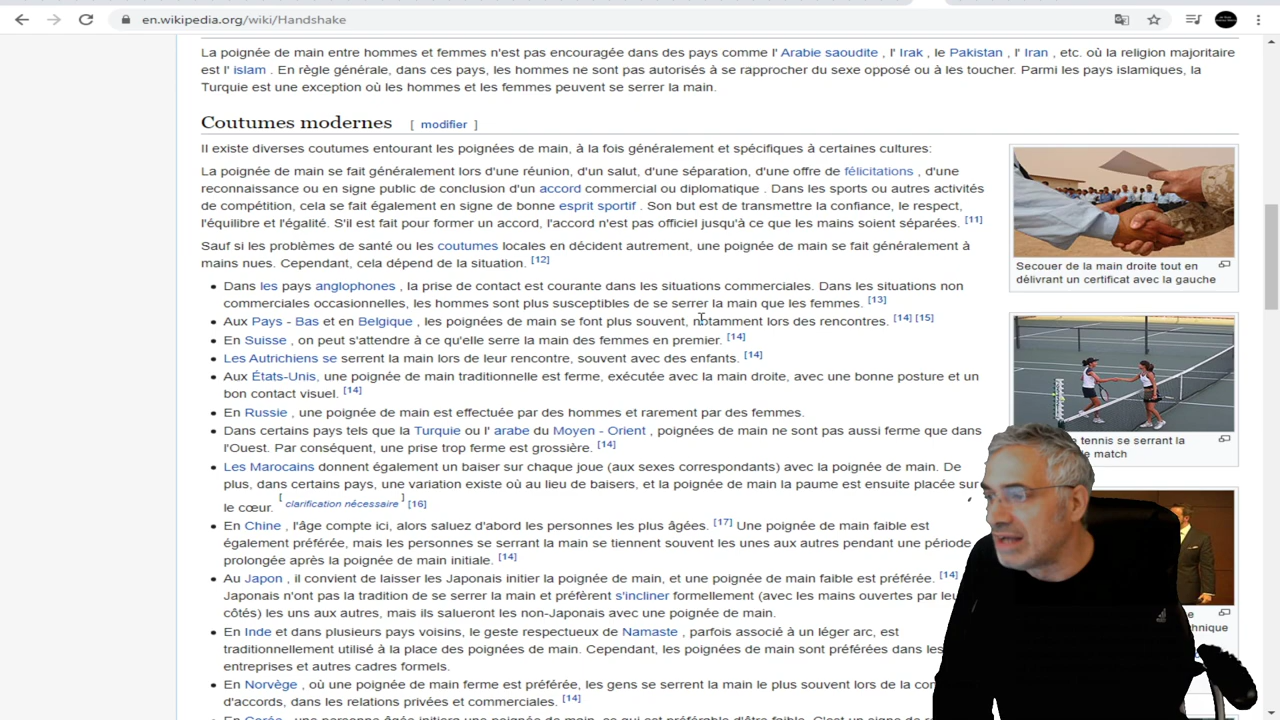 en.wikipedia.org/wiki/Handshake
La poignée de main entre hommes et femmes n'est pas encouragée dans des pays comme l' Arabie saoudite , l' Irak , le Pakistan , l' Iran , etc. où la religion majoritaire
est l' islam . En règle générale, dans ces pays, les hommes ne sont pas autorisés à se rapprocher du sexe opposé ou à les toucher. Parmi les pays islamiques, la
Turquie est une exception où les hommes et les femmes peuvent se serrer la main.
Coutumes modernes [ modifier ]
Il existe diverses coutumes entourant les poignées de main, à la fois généralement et spécifiques à certaines cultures:
La poignée de main se fait généralement lors d'une réunion, d'un salut, d'une séparation, d'une offre de félicitations , d'une
reconnaissance ou en signe public de conclusion d'un accord commercial ou diplomatique . Dans les sports ou autres activités
de compétition, cela se fait également en signe de bonne esprit sportif . Son but est de transmettre la confiance, le respect,
l'équilibre et l'égalité. S'il est fait pour former un accord, l'accord n'est pas officiel jusqu'à ce que les mains soient séparées. [11]
Sauf si les problèmes de santé ou les coutumes locales en décident autrement, une poignée de main se fait généralement à
mains nues. Cependant, cela dépend de la situation. [12]
Dans les pays anglophones , la prise de contact est courante dans les situations commerciales. Dans les situations non
commerciales occasionnelles, les hommes sont plus susceptibles de se serrer la main que les femmes. [13]
Aux Pays - Bas et en Belgique , les poignées de main se font plus souvent, notamment lors des rencontres. [14] [15]
En Suisse , on peut s'attendre à ce qu'elle serre la main des femmes en premier. [14]
Les Autrichiens se serrent la main lors de leur rencontre, souvent avec des enfants. [14]
Aux États-Unis, une poignée de main traditionnelle est ferme, exécutée avec la main droite, avec une bonne posture et un
bon contact visuel. [14]
En Russie , une poignée de main est effectuée par des hommes et rarement par des femmes.
Dans certains pays tels que la Turquie ou l' arabe du Moyen - Orient , poignées de main ne sont pas aussi ferme que dans
l'Ouest. Par conséquent, une prise trop ferme est grossière. [14]
Les Marocains donnent également un baiser sur chaque joue (aux sexes correspondants) avec la poignée de main. De
plus, dans certains pays, une variation existe où au lieu de baisers, et la poignée de main la paume est ensuite placée sur
le cœur. [ clarification nécessaire ] [16]
En Chine , l'âge compte ici, alors saluez d'abord les personnes les plus âgées. [17] Une poignée de main faible est
également préférée, mais les personnes se serrant la main se tiennent souvent les unes aux autres pendant une période
prolongée après la poignée de main initiale. [14]
Au Japon , il convient de laisser les Japonais initier la poignée de main, et une poignée de main faible est préférée. [14]
Japonais n'ont pas la tradition de se serrer la main et préfèrent s'incliner formellement (avec les mains ouvertes par
côtés) les uns aux autres, mais ils salueront les non-Japonais avec une poignée de main.
En Inde et dans plusieurs pays voisins, le geste respectueux de Namaste , parfois associé à un léger arc, est
traditionnellement utilisé à la place des poignées de main. Cependant, les poignées de main sont préférées dans les
entreprises et autres cadres formels.
En Norvège , où une poignée de main ferme est préférée, les gens se serrent la main le plus souvent lors de la
d'accords, dans les relations privées et commerciales. [14]
Secouer de la main droite tout en
délivrant un certificat avec la gauche
tennis se serrant la
match